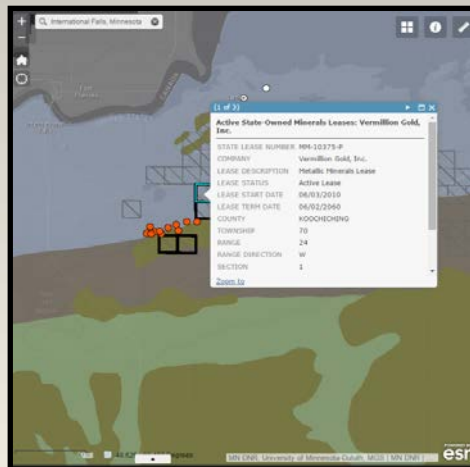 +
International Falls, Minnesota
−
Fort
Frances
CANADA
(1 of 3)
Active State-Owned Minerals Leases: Vermillion Gold,
Inc.
STATE LEASE NUMBER MM-10375-P
COMPANY Vermillion Gold, Inc.
LEASE DESCRIPTION Metallic Minerals Lease
LEASE STATUS Active Lease
LEASE START DATE 06/03/2010
LEASE TERM DATE 06/02/2060
COUNTY KOOCHICHING
TOWNSHIP 70
RANGE 24
RANGE DIRECTION W
SECTION 1
Zoom to
MN DNR, University of Minnesota-Duluth, MGS | MN DNR |
esri